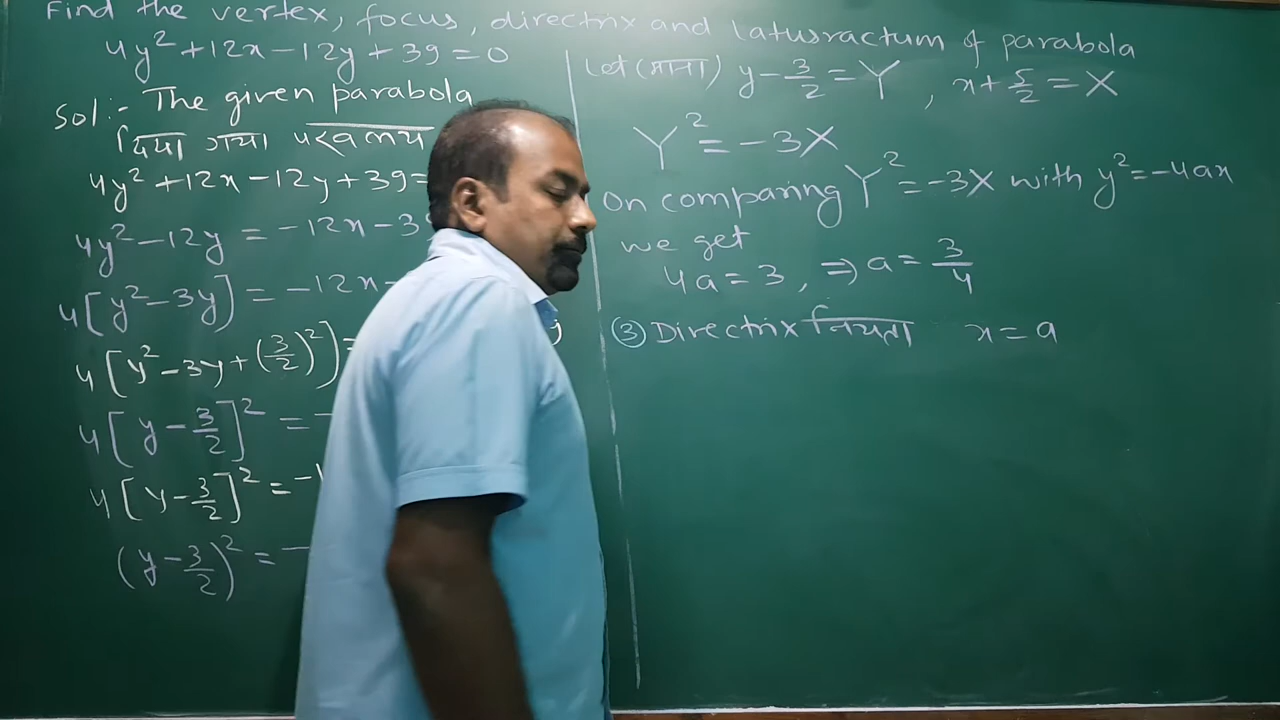 Find the vertex, focus, directrix and Latusractum of parabola
4y² + 12x - 12y + 39 = 0
Sol:- The given parabola
दिया गया परवलय
4y² + 12x - 12y + 39 =
4y² - 12y = -12x - 39
4[y² - 3y] = -12x -
4[y² - 3y + (3/2)²] =
4[y - 3/2]² = -
4[y - 3/2]² = -1
(y - 3/2)² = -
Let (माना) y - 3/2 = Y , x + 5/2 = X
Y² = -3X
On comparing Y² = -3X with y² = -4ax
we get
4a = 3, ⇒ a = 3/4
③ Directrix नियता x = a